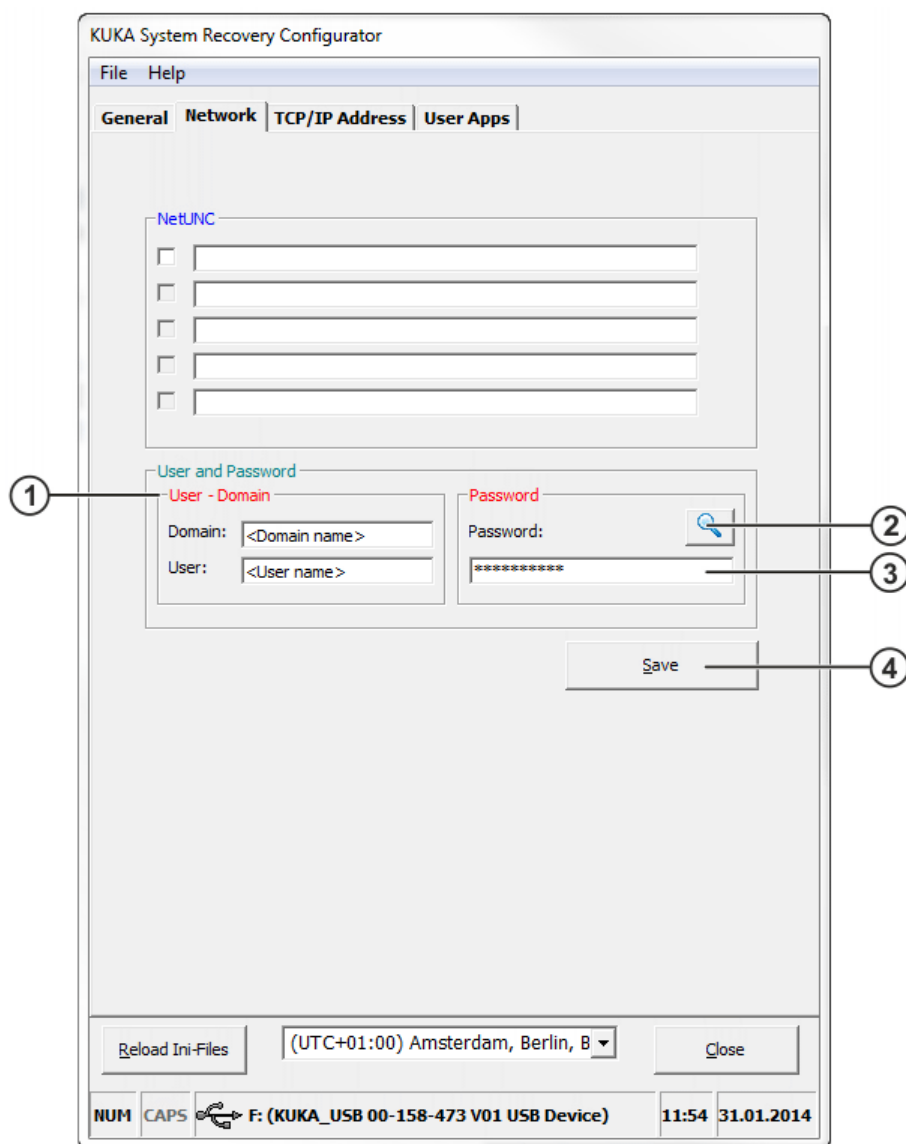 KUKA System Recovery Configurator
File Help
General Network TCP/IP Address User Apps
NetUNC
User and Password
User - Domain
Password
1
Domain: <Domain name>
Password:
2
User: <User name>
**********
3
Save
4
Reload Ini-Files
(UTC+01:00) Amsterdam, Berlin, B
Close
NUM CAPS F: (KUKA_USB 00-158-473 V01 USB Device) 11:54 31.01.2014